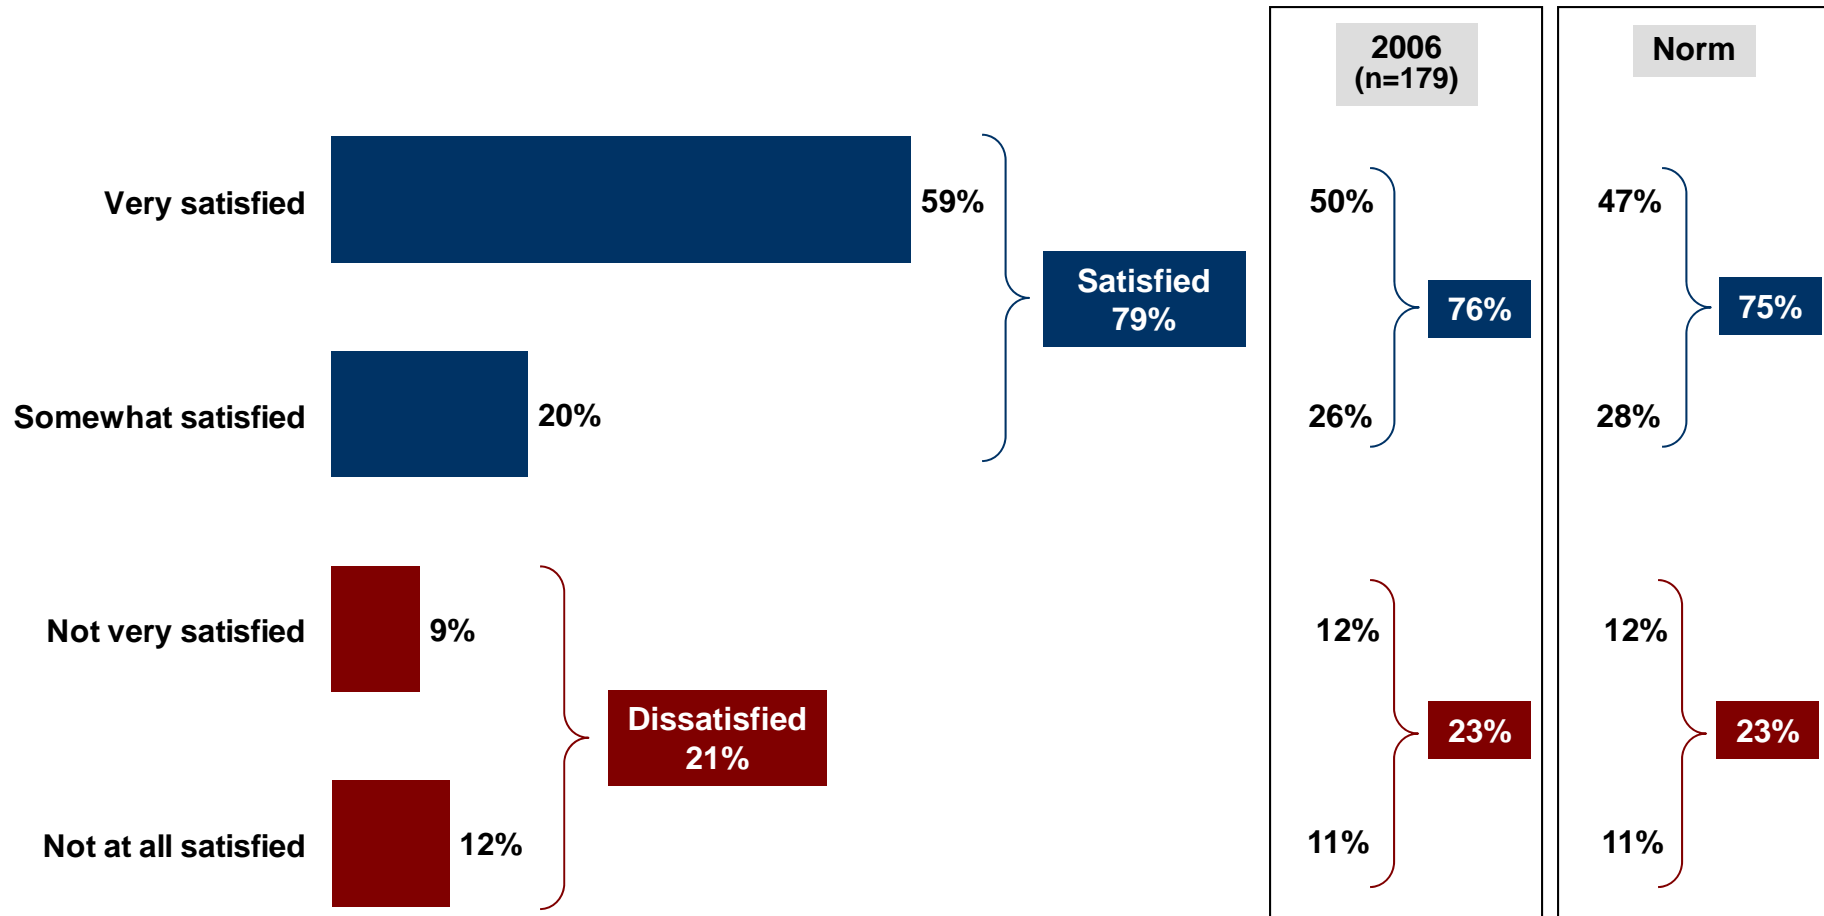 2006
(n=179)
Norm
Very satisfied
59%
50%
47%
Satisfied
79%
76%
75%
Somewhat satisfied
20%
26%
28%
Not very satisfied
9%
12%
12%
Dissatisfied
21%
23%
23%
Not at all satisfied
12%
11%
11%